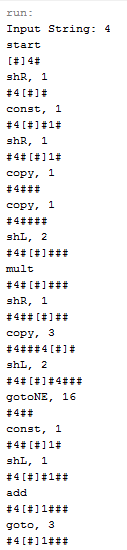 run:
Input String: 4
start
[#]4#
shR, 1
#4[#]#
const, 1
#4[#]#1#
shR, 1
#4#[#]1#
copy, 1
#4###
copy, 1
#4####
shL, 2
#4#[#]###
mult
#4#[#]###
shR, 1
#4##[#]##
copy, 3
#4####4[#]#
shL, 2
#4#[#]#4###
gotoNE, 16
#4##
const, 1
#4#[#]1#
shL, 1
#4[#]#1##
add
#4[#]1###
goto, 3
#4[#]1###